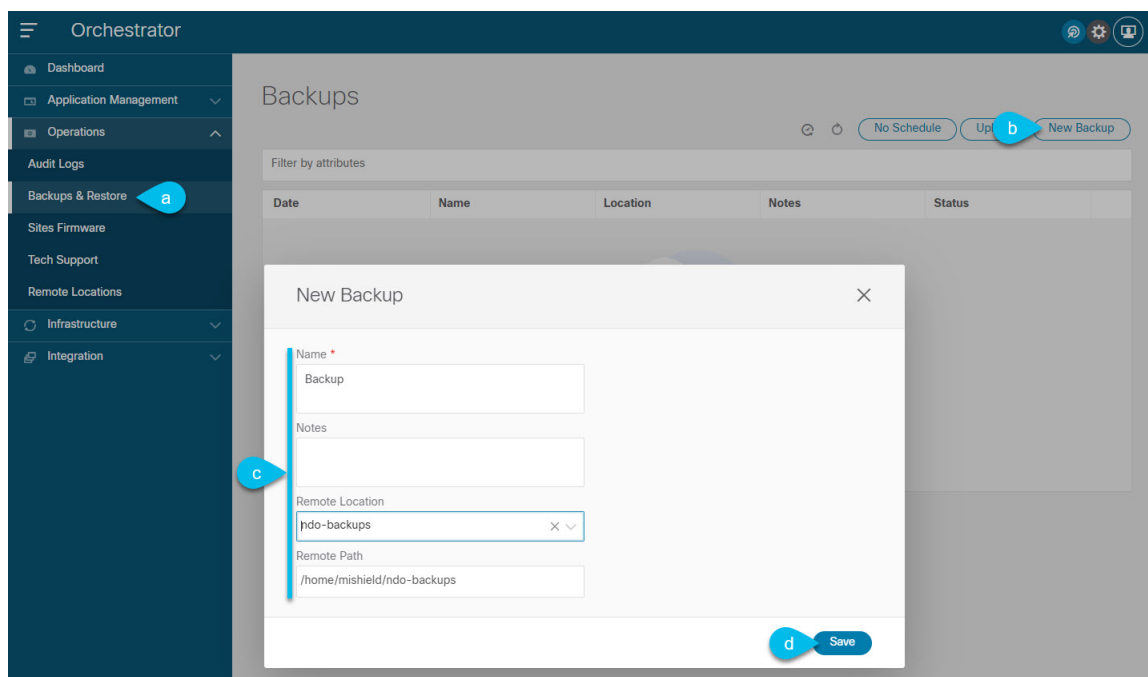 Orchestrator
Dashboard
Application Management
Operations
Audit Logs
Backups & Restore
a
Sites Firmware
Tech Support
Remote Locations
Infrastructure
Integration
Backups
No Schedule
Upl
b
New Backup
Filter by attributes
Date Name Location Notes Status
New Backup
Name *
Backup
Notes
c
Remote Location
ndo-backups
Remote Path
/home/mishield/ndo-backups
d
Save